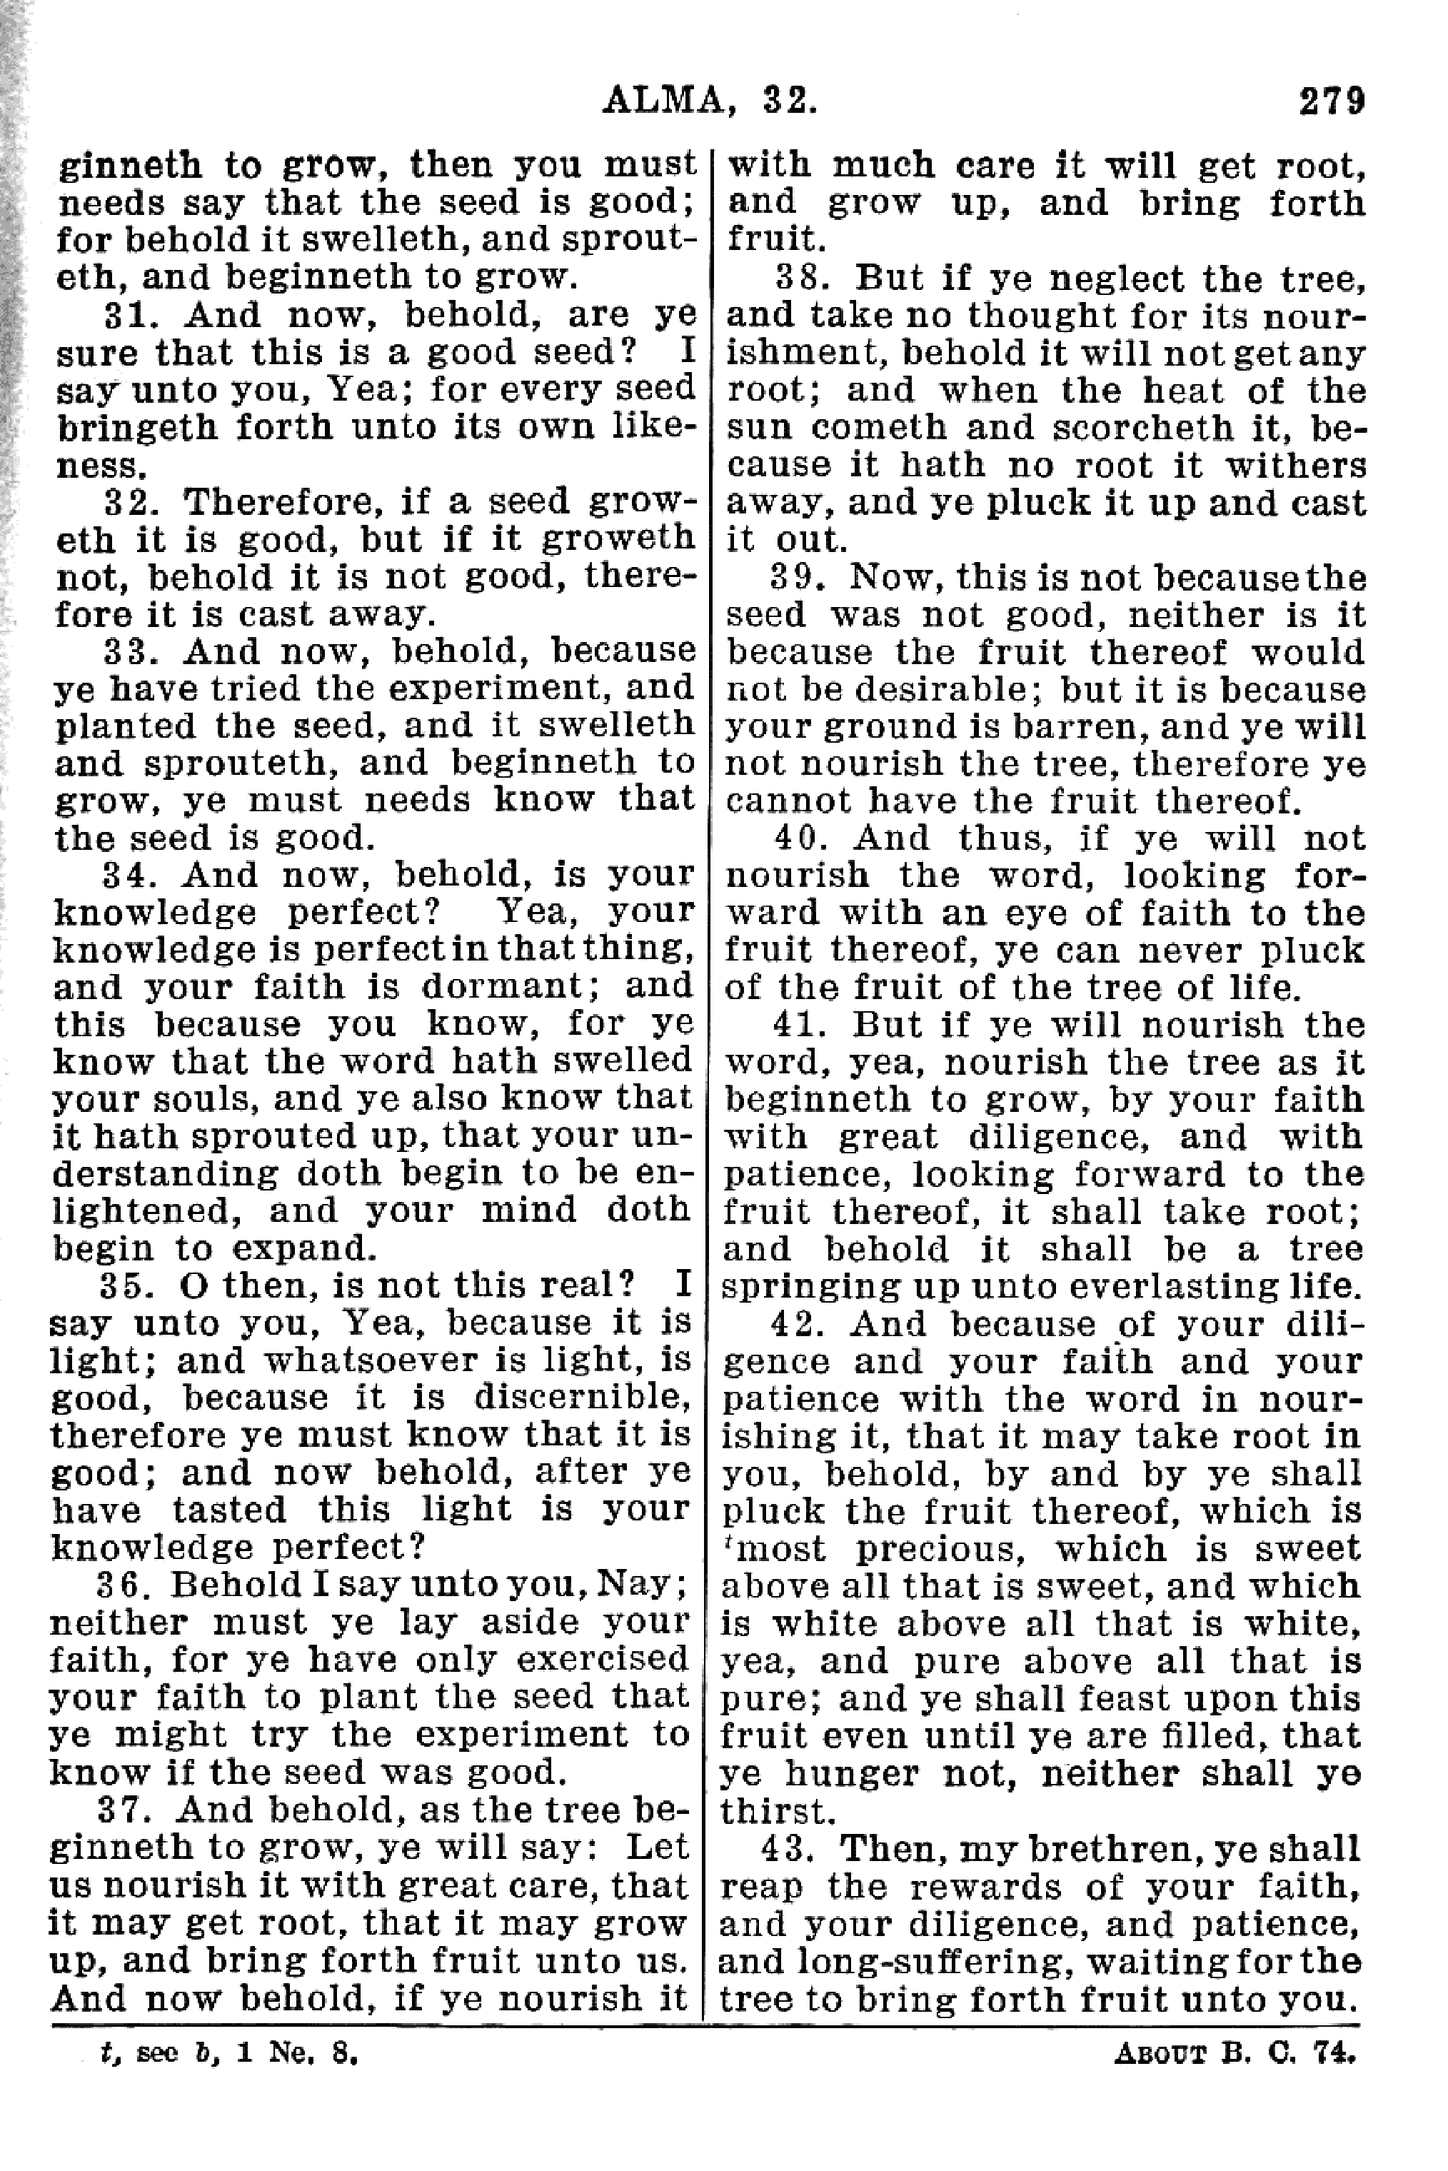 ALMA, 32.
279
ginneth to grow, then you must
needs say that the seed is good;
for behold it swelleth, and sprout-
eth, and beginneth to grow.
31. And now, behold, are ye
sure that this is a good seed? I
say unto you, Yea; for every seed
bringeth forth unto its own like-
ness.
32. Therefore, if a seed grow-
eth it is good, but if it groweth
not, behold it is not good, there-
fore it is cast away.
33. And now, behold, because
ye have tried the experiment, and
planted the seed, and it swelleth
and sprouteth, and beginneth to
grow, ye must needs know that
the seed is good.
34. And now, behold, is your
knowledge perfect? Yea, your
knowledge is perfect in that thing,
and your faith is dormant; and
this because you know, for ye
know that the word hath swelled
your souls, and ye also know that
it hath sprouted up, that your un-
derstanding doth begin to be en-
lightened, and your mind doth
begin to expand.
35. O then, is not this real? I
say unto you, Yea, because it is
light; and whatsoever is light, is
good, because it is discernible,
therefore ye must know that it is
good; and now behold, after ye
have tasted this light is your
knowledge perfect?
36. Behold I say unto you, Nay;
neither must ye lay aside your
faith, for ye have only exercised
your faith to plant the seed that
ye might try the experiment to
know if the seed was good.
37. And behold, as the tree be-
ginneth to grow, ye will say: Let
us nourish it with great care, that
it may get root, that it may grow
up, and bring forth fruit unto us.
And now behold, if ye nourish it
with much care it will get root,
and grow up, and bring forth
fruit.
38. But if ye neglect the tree,
and take no thought for its nour-
ishment, behold it will not get any
root; and when the heat of the
sun cometh and scorcheth it, be-
cause it hath no root it withers
away, and ye pluck it up and cast
it out.
39. Now, this is not because the
seed was not good, neither is it
because the fruit thereof would
not be desirable; but it is because
your ground is barren, and ye will
not nourish the tree, therefore ye
cannot have the fruit thereof.
40. And thus, if ye will not
nourish the word, looking for-
ward with an eye of faith to the
fruit thereof, ye can never pluck
of the fruit of the tree of life.
41. But if ye will nourish the
word, yea, nourish the tree as it
beginneth to grow, by your faith
with great diligence, and with
patience, looking forward to the
fruit thereof, it shall take root;
and behold it shall be a tree
springing up unto everlasting life.
42. And because of your dili-
gence and your faith and your
patience with the word in nour-
ishing it, that it may take root in
you, behold, by and by ye shall
pluck the fruit thereof, which is
ᵗmost precious, which is sweet
above all that is sweet, and which
is white above all that is white,
yea, and pure above all that is
pure; and ye shall feast upon this
fruit even until ye are filled, that
ye hunger not, neither shall ye
thirst.
43. Then, my brethren, ye shall
reap the rewards of your faith,
and your diligence, and patience,
and long-suffering, waiting for the
tree to bring forth fruit unto you.
t, see b, 1 Ne. 8.
ABOUT B. C. 74.